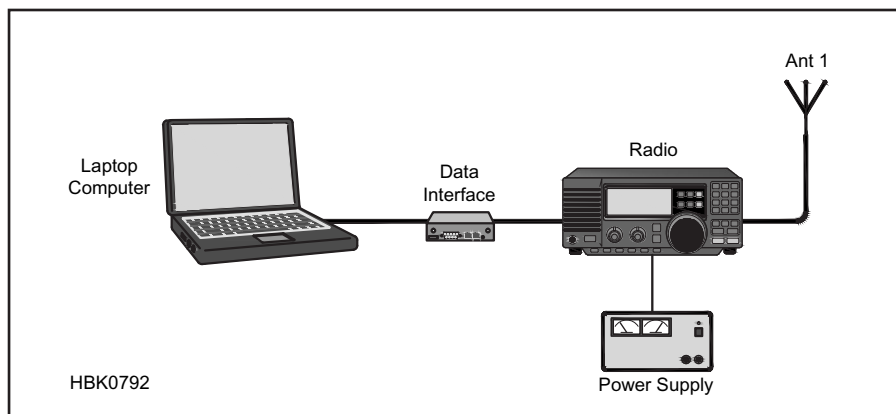 Ant 1
Radio
Data
Interface
Laptop
Computer
Power Supply
HBK0792